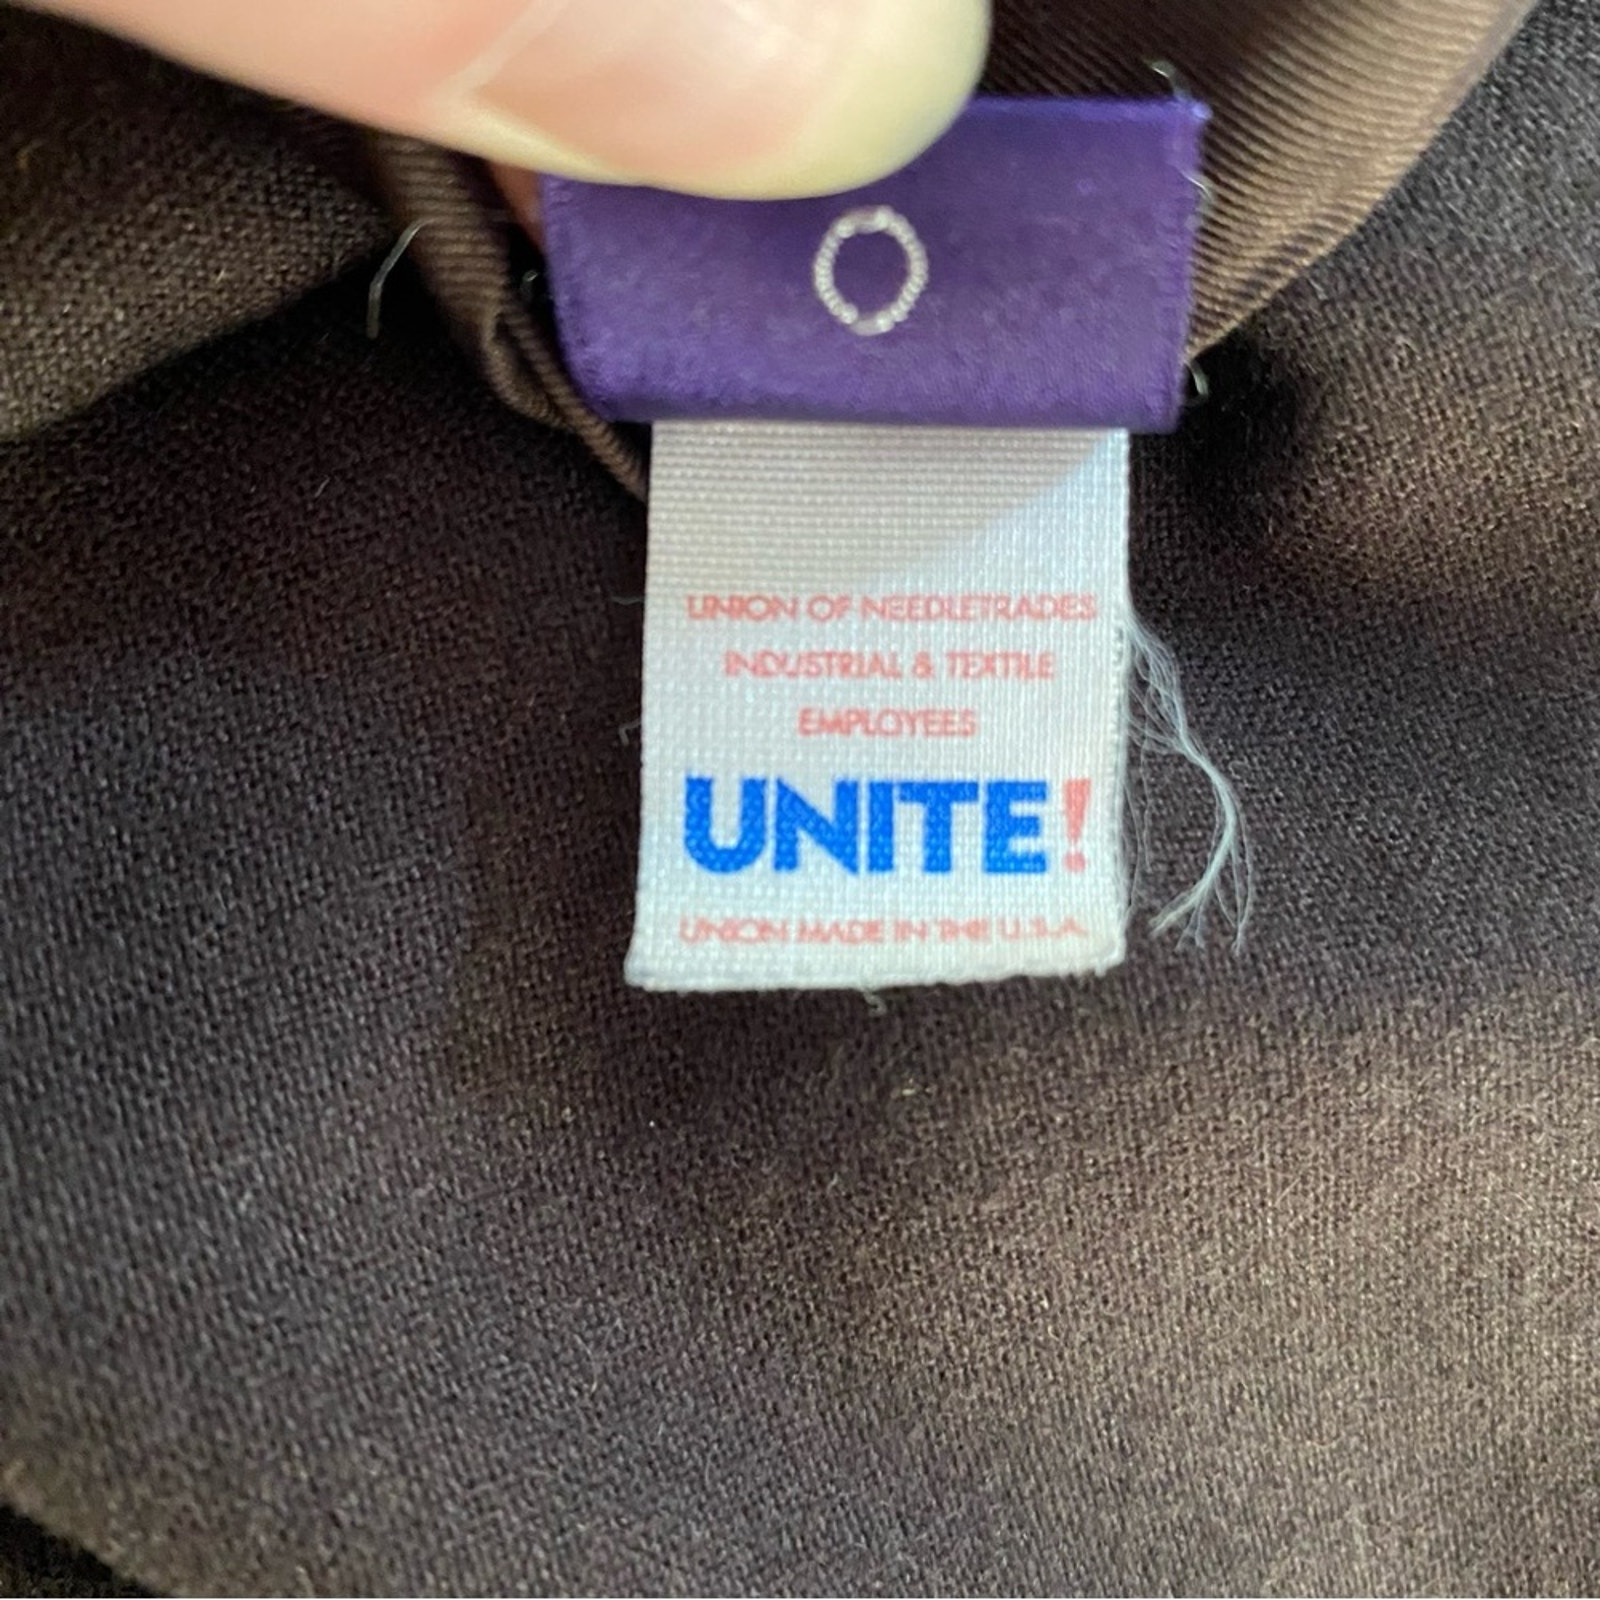 0
UNION OF NEEDLETRADES
INDUSTRIAL & TEXTILE
EMPLOYEES
UNITE!
UNION MADE IN THE U.S.A.